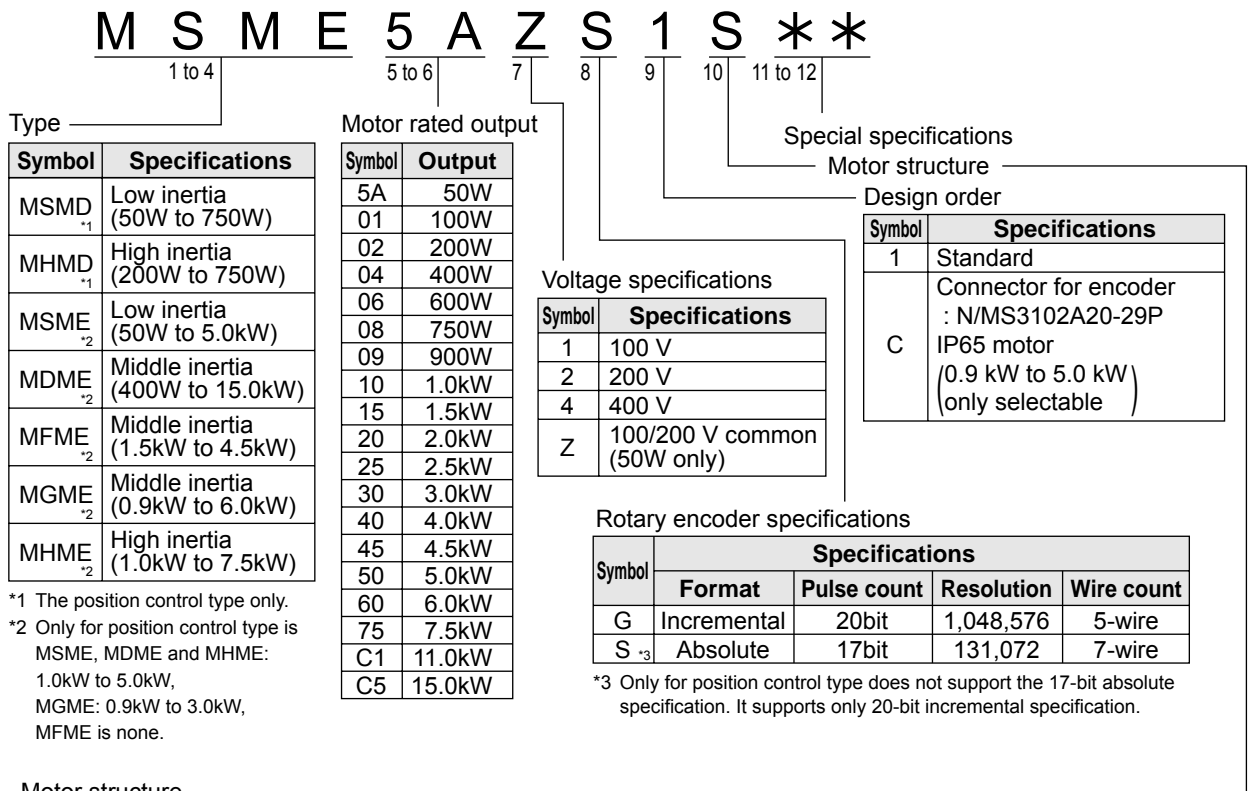 M S M E 5 A Z S 1 S * *
1 to 4 5 to 6 7 8 9 10 11 to 12
Type
Symbol Specifications
MSMD *1 Low inertia
(50W to 750W)
MHMD *1 High inertia
(200W to 750W)
MSME *2 Low inertia
(50W to 5.0kW)
MDME *2 Middle inertia
(400W to 15.0kW)
MFME *2 Middle inertia
(1.5kW to 4.5kW)
MGME *2 Middle inertia
(0.9kW to 6.0kW)
MHME *2 High inertia
(1.0kW to 7.5kW)
*1 The position control type only.
*2 Only for position control type is
MSME, MDME and MHME:
1.0kW to 5.0kW,
MGME: 0.9kW to 3.0kW,
MFME is none.
Motor rated output
Symbol Output
5A 50W
01 100W
02 200W
04 400W
06 600W
08 750W
09 900W
10 1.0kW
15 1.5kW
20 2.0kW
25 2.5kW
30 3.0kW
40 4.0kW
45 4.5kW
50 5.0kW
60 6.0kW
75 7.5kW
C1 11.0kW
C5 15.0kW
Voltage specifications
Symbol Specifications
1 100 V
2 200 V
4 400 V
Z 100/200 V common
(50W only)
Special specifications
Motor structure
Design order
Symbol Specifications
1 Standard
C Connector for encoder
: N/MS3102A20-29P
IP65 motor
(0.9 kW to 5.0 kW
only selectable)
Rotary encoder specifications
Symbol Specifications
Format Pulse count Resolution Wire count
G Incremental 20bit 1,048,576 5-wire
S *3 Absolute 17bit 131,072 7-wire
*3 Only for position control type does not support the 17-bit absolute
specification. It supports only 20-bit incremental specification.
Motor structure